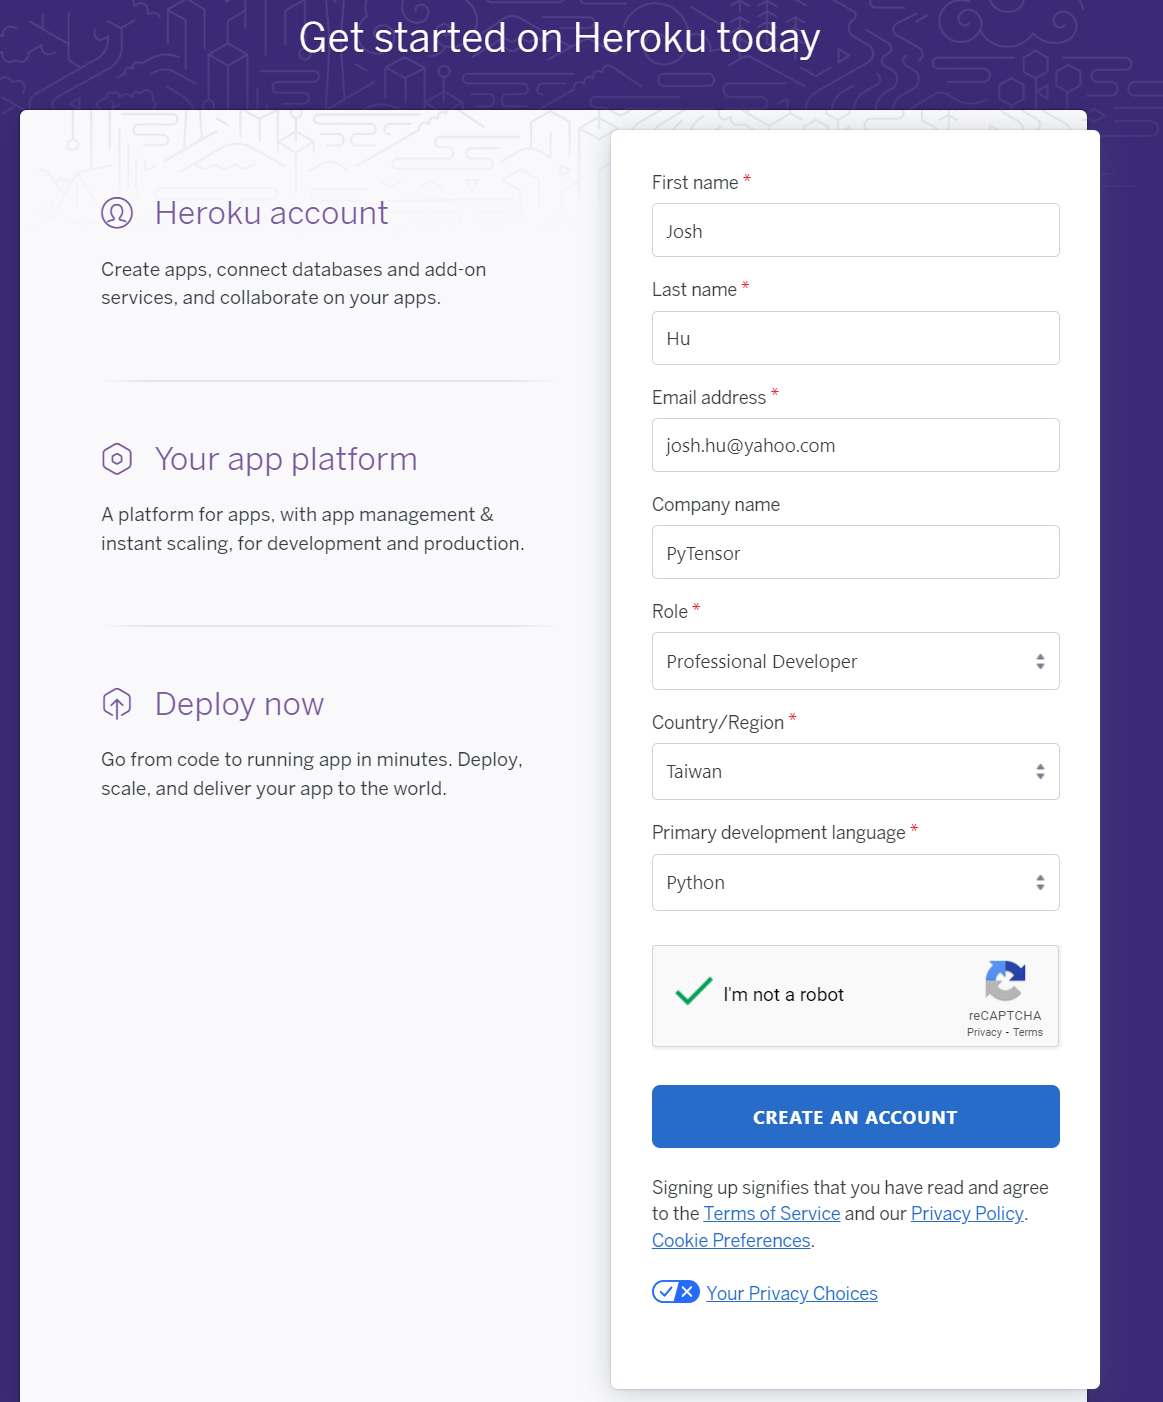 Get started on Heroku today
Heroku account
Create apps, connect databases and add-on
services, and collaborate on your apps.
Your app platform
A platform for apps, with app management &
instant scaling, for development and production.
Deploy now
Go from code to running app in minutes. Deploy,
scale, and deliver your app to the world.
First name *
Josh
Last name *
Hu
Email address *
josh.hu@yahoo.com
Company name
PyTensor
Role *
Professional Developer
Country/Region *
Taiwan
Primary development language *
Python
I'm not a robot
reCAPTCHA
Privacy - Terms
CREATE AN ACCOUNT
Signing up signifies that you have read and agree
to the Terms of Service and our Privacy Policy.
Cookie Preferences.
Your Privacy Choices